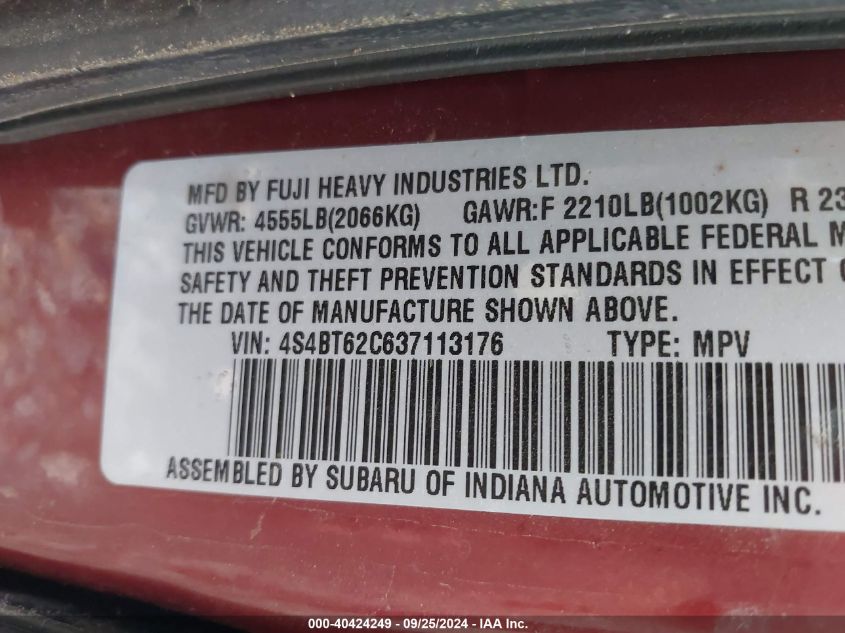 MFD BY FUJI HEAVY INDUSTRIES LTD.
GVWR: 4555LB(2066KG) GAWR:F 2210LB(1002KG) R 23
THIS VEHICLE CONFORMS TO ALL APPLICABLE FEDERAL M
SAFETY AND THEFT PREVENTION STANDARDS IN EFFECT
THE DATE OF MANUFACTURE SHOWN ABOVE.
VIN: 4S4BT62C637113176 TYPE: MPV
ASSEMBLED BY SUBARU OF INDIANA AUTOMOTIVE INC.
000-40424249 - 09/25/2024 - IAA Inc.